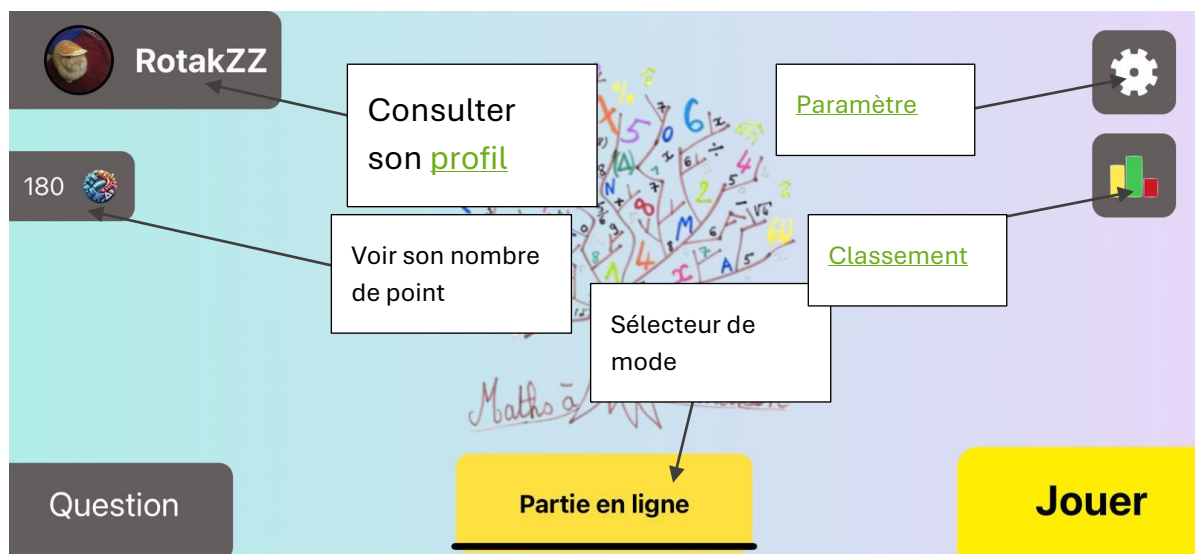 RotakZZ
Consulter
son profil
Paramètre
180
Voir son nombre
de point
Classement
Sélecteur de
mode
Maths à
Question
Partie en ligne
Jouer